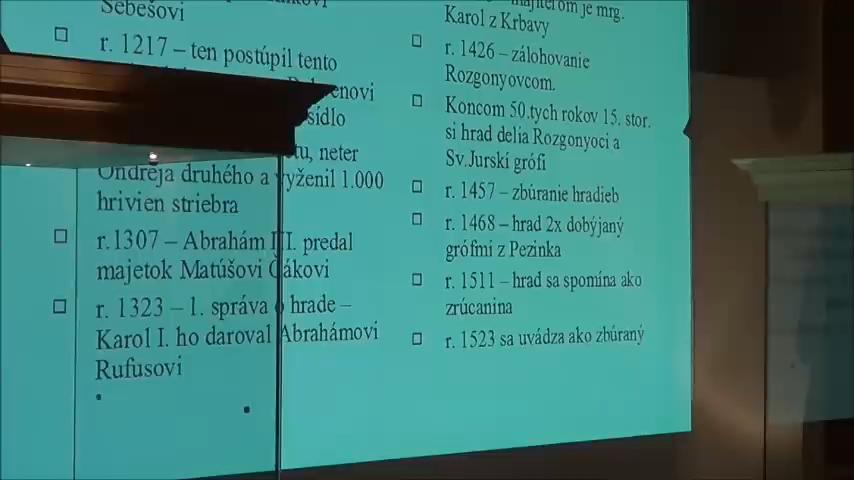 Sebešovi
r. 1217 – ten postúpil tento
sídlo
neter
Ondreja druhého a vyženil 1.000
hrivien striebra
r.1307 – Abrahám III. predal
majetok Matúšovi Čákovi
r. 1323 – 1. správa o hrade –
Karol I. ho daroval Abrahámovi
Rufusovi
je mrg.
Karol z Krbavy
r. 1426 – zálohovanie
Rozgonyovcom.
Koncom 50.tych rokov 15. stor.
si hrad delia Rozgonyoci a
Sv.Jurskí grófi
r. 1457 – zbúranie hradieb
r. 1468 – hrad 2x dobýjaný
grófmi z Pezinka
r. 1511 – hrad sa spomína ako
zrúcanina
r. 1523 sa uvádza ako zbúraný